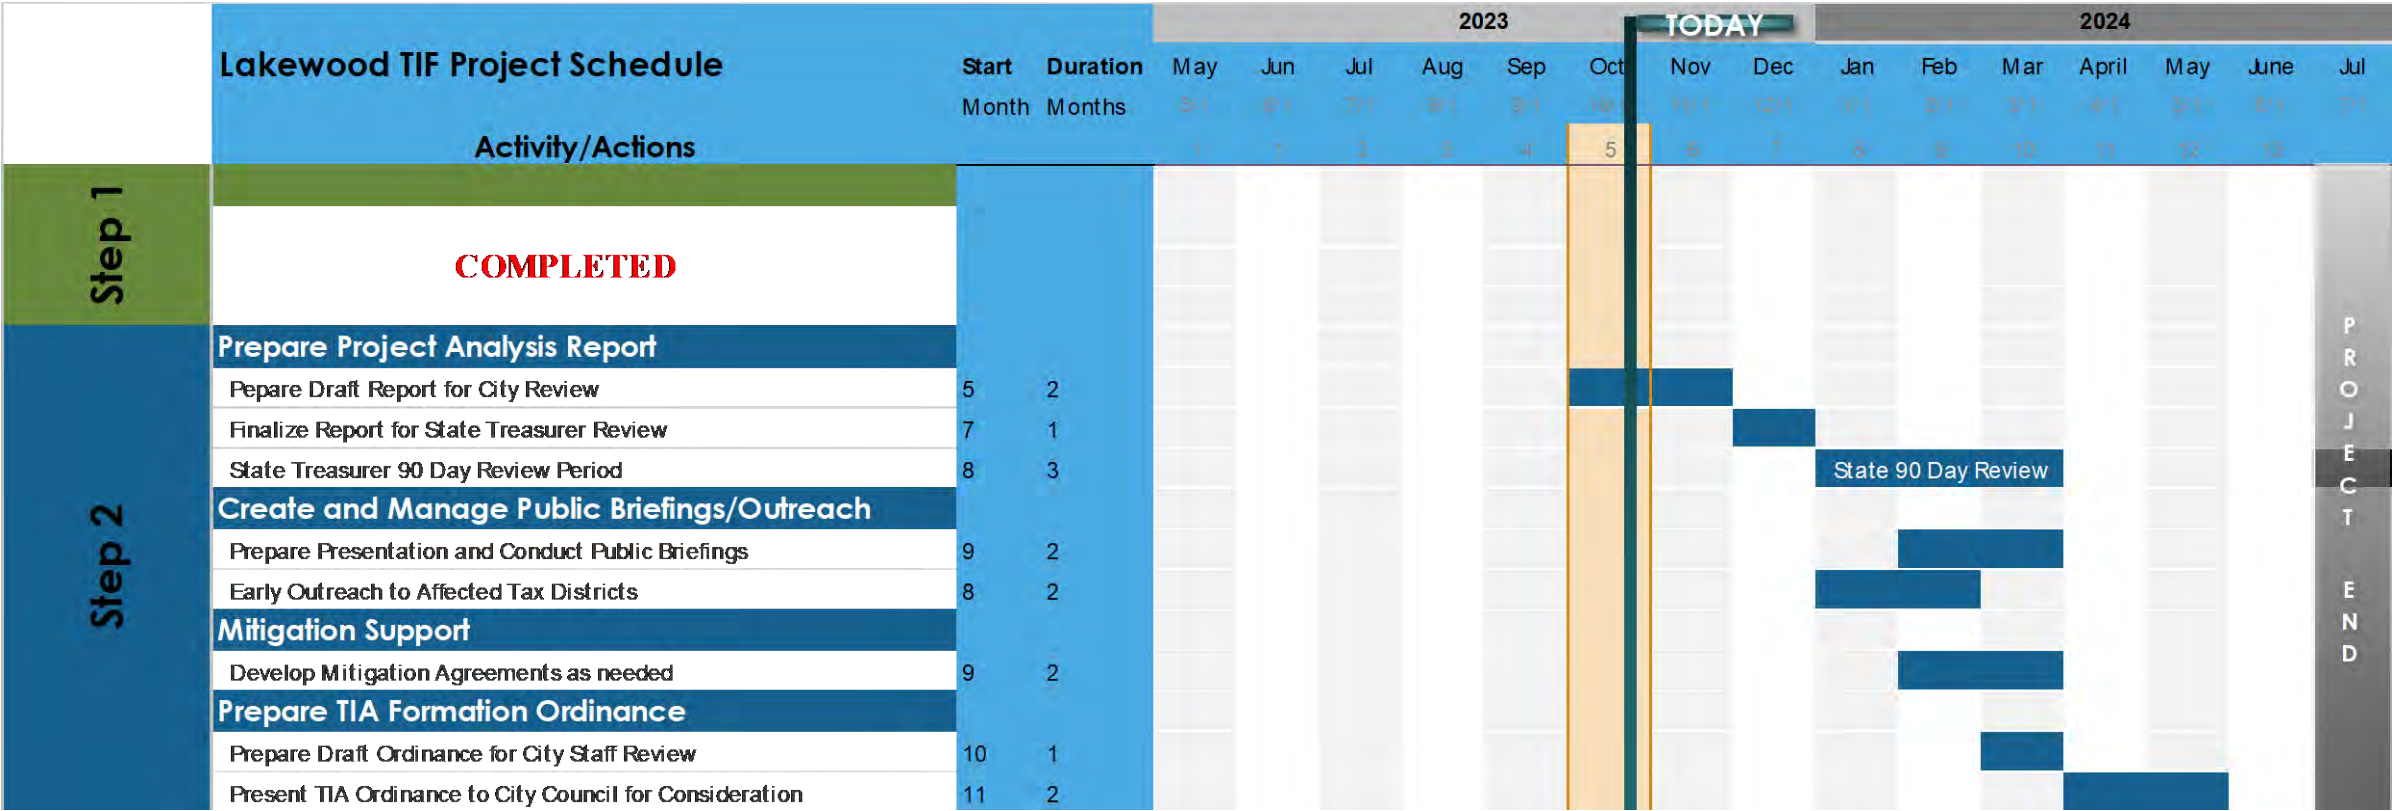 2023 TODAY 2024
Lakewood TIF Project Schedule Start Duration May Jun Jul Aug Sep Oct Nov Dec Jan Feb Mar April May June Jul
Month Months
Activity/Actions 5
Step 1
COMPLETED
Step 2
Prepare Project Analysis Report
Pepare Draft Report for City Review 5 2
Finalize Report for State Treasurer Review 7 1
State Treasurer 90 Day Review Period 8 3 State 90 Day Review
Create and Manage Public Briefings/Outreach
Prepare Presentation and Conduct Public Briefings 9 2
Early Outreach to Affected Tax Districts 8 2
Mitigation Support
Develop Mitigation Agreements as needed 9 2
Prepare TIA Formation Ordinance
Prepare Draft Ordinance for City Staff Review 10 1
Present TIA Ordinance to City Council for Consideration 11 2
PROJECT END